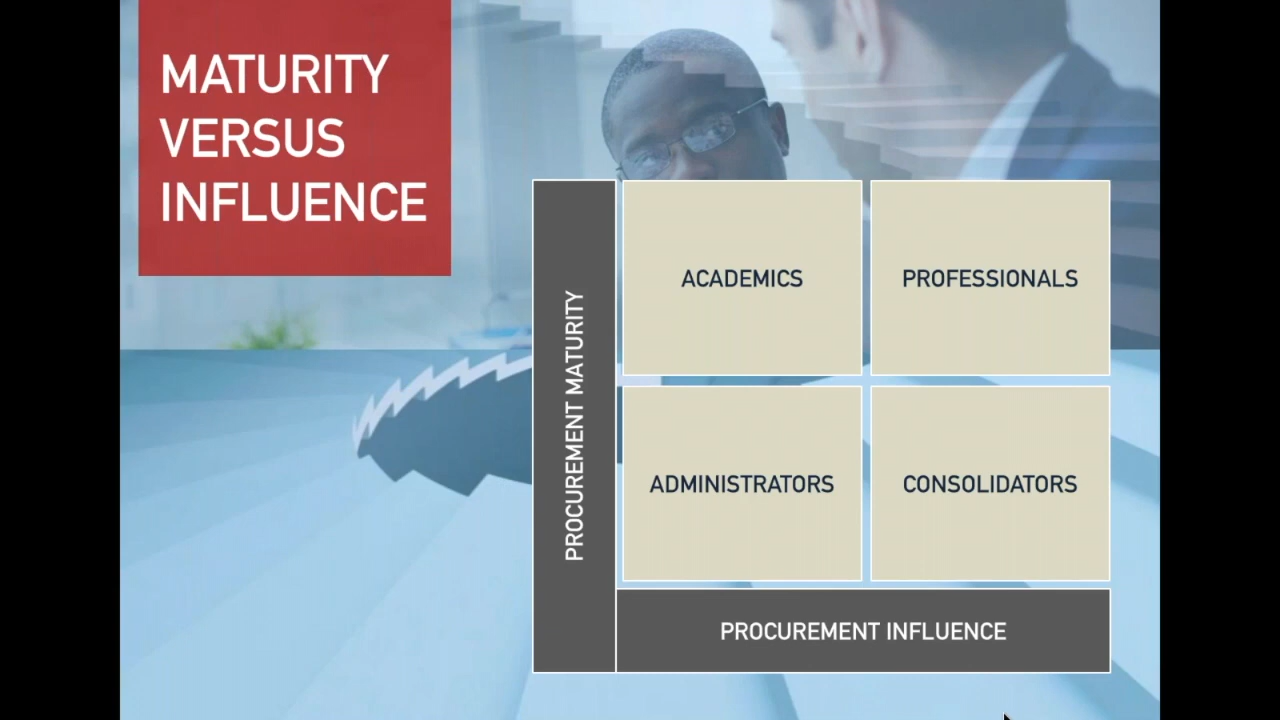 MATURITY
VERSUS
INFLUENCE
PROCUREMENT MATURITY
ACADEMICS
PROFESSIONALS
ADMINISTRATORS
CONSOLIDATORS
PROCUREMENT INFLUENCE